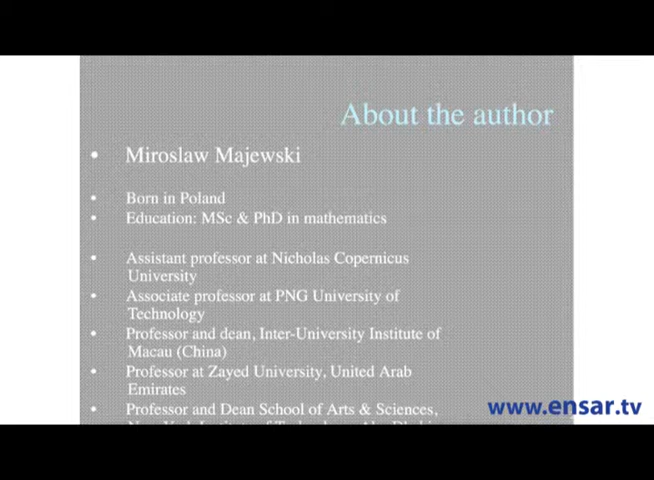 About the author
• Miroslaw Majewski
• Born in Poland
• Education: MSc & PhD in mathematics
• Assistant professor at Nicholas Copernicus
University
• Associate professor at PNG University of
Technology
• Professor and dean, Inter-University Institute of
Macau (China)
• Professor at Zayed University, United Arab
Emirates
• Professor and Dean School of Arts & Sciences,
www.ensar.tv